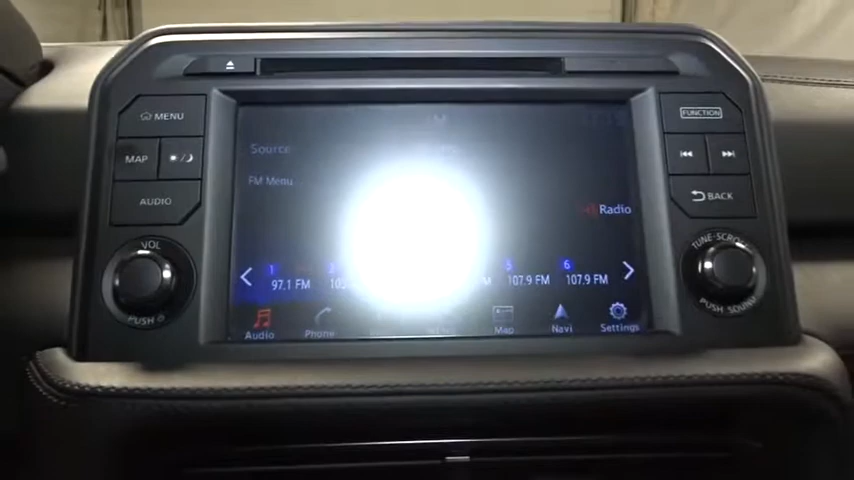 MENU
MAP
AUDIO
VOL
PUSH
Source
FM Menu
Radio
1
97.1 FM
2
5
107.9 FM
6
107.9 FM
Audio
Phone
Map
Navi
Settings
FUNCTION
BACK
TUNE·SCROLL
PUSH SOUND